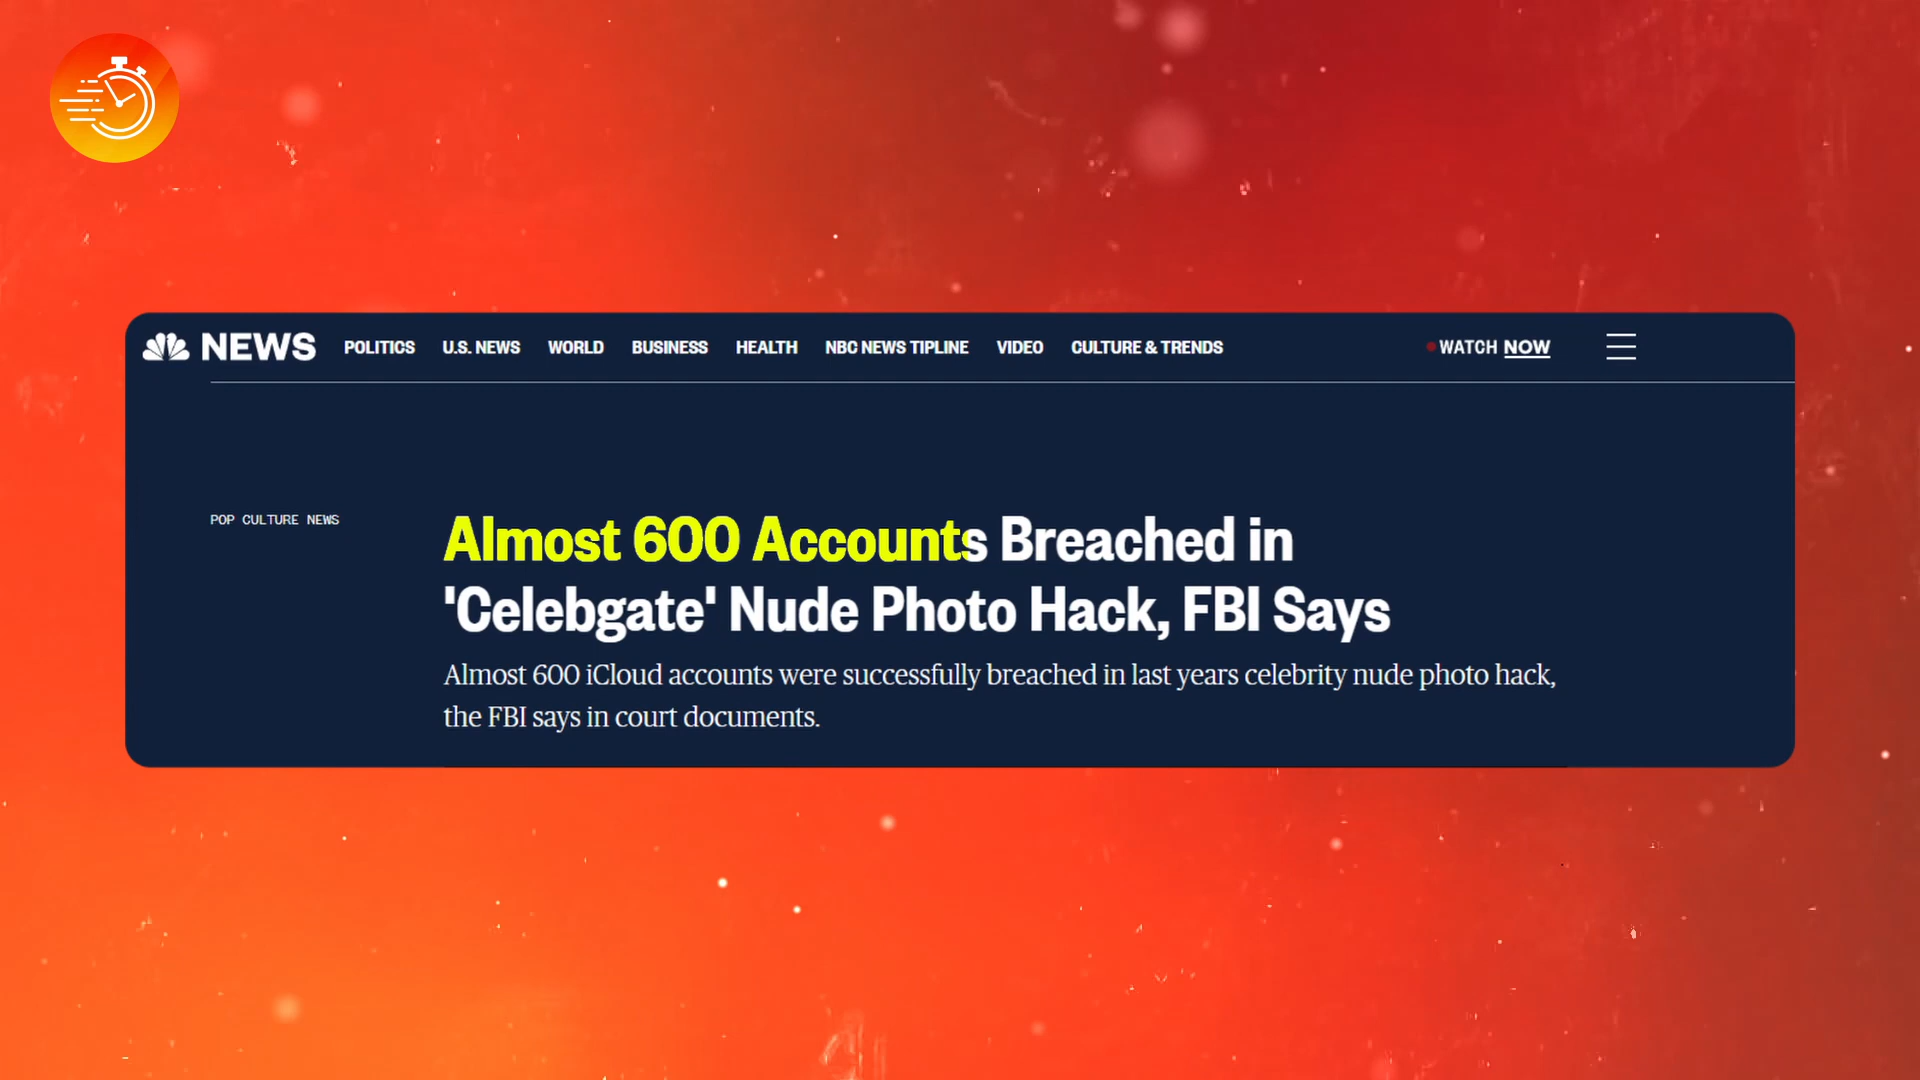 NEWS POLITICS U.S. NEWS WORLD BUSINESS HEALTH NBC NEWS TIPLINE VIDEO CULTURE & TRENDS WATCH NOW
POP CULTURE NEWS
Almost 600 Accounts Breached in
'Celebgate' Nude Photo Hack, FBI Says
Almost 600 iCloud accounts were successfully breached in last years celebrity nude photo hack,
the FBI says in court documents.